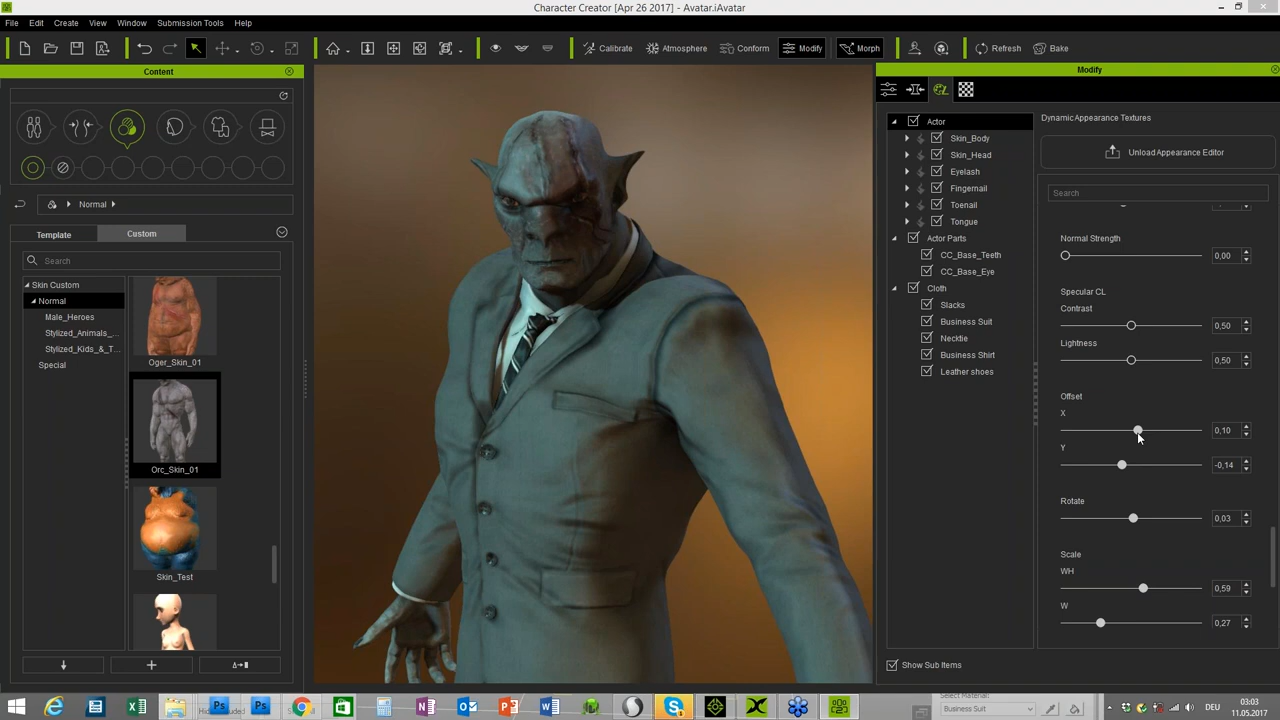 Character Creator [Apr 26 2017] - Avatar.iAvatar
File Edit Create View Window Submission Tools Help
Calibrate Atmosphere Conform Modify Morph Refresh Bake
Content
Modify
Normal
Template Custom
Search
Skin Custom
Normal
Male_Heroes
Stylized_Animals_...
Stylized_Kids_&_T...
Special
Oger_Skin_01
Orc_Skin_01
Skin_Test
Actor
Skin_Body
Skin_Head
Eyelash
Fingernail
Toenail
Tongue
Actor Parts
CC_Base_Teeth
CC_Base_Eye
Cloth
Slacks
Business Suit
Necktie
Business Shirt
Leather shoes
Show Sub Items
Dynamic Appearance Textures
Unload Appearance Editor
Search
Normal Strength
0,00
Specular CL
Contrast
0,50
Lightness
0,50
Offset
X
0,10
Y
-0,14
Rotate
0,03
Scale
WH
0,59
W
0,27
Select Material:
Business Suit
DEU
03:03
11.05.2017